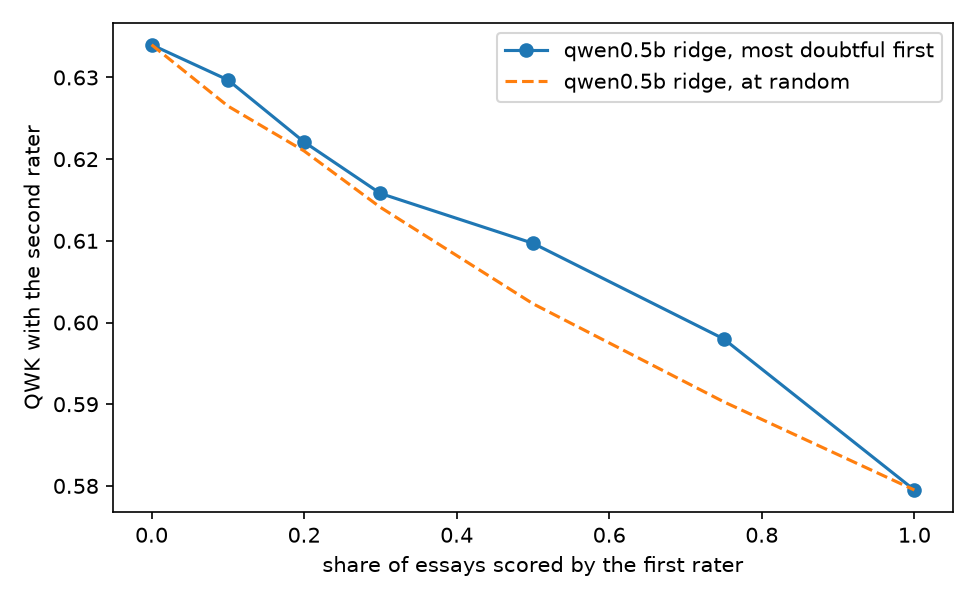 qwen0.5b ridge, most doubtful first
qwen0.5b ridge, at random
QWK with the second rater
0.63
0.62
0.61
0.60
0.59
0.58
0.0 0.2 0.4 0.6 0.8 1.0
share of essays scored by the first rater